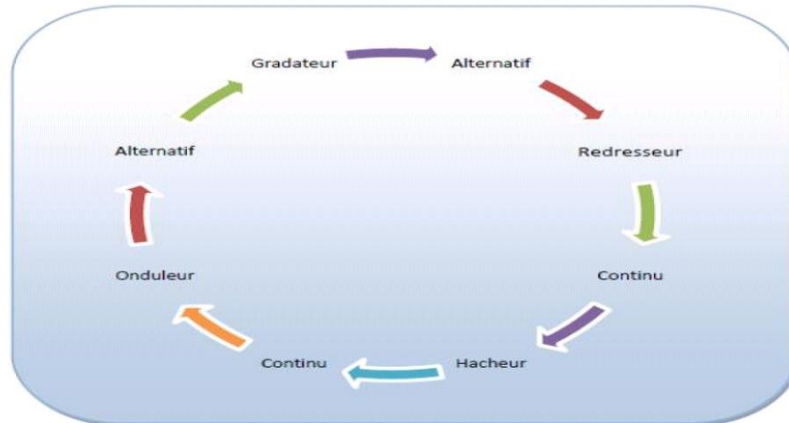 Gradateur
Alternatif
Redresseur
Continu
Hacheur
Continu
Onduleur
Alternatif